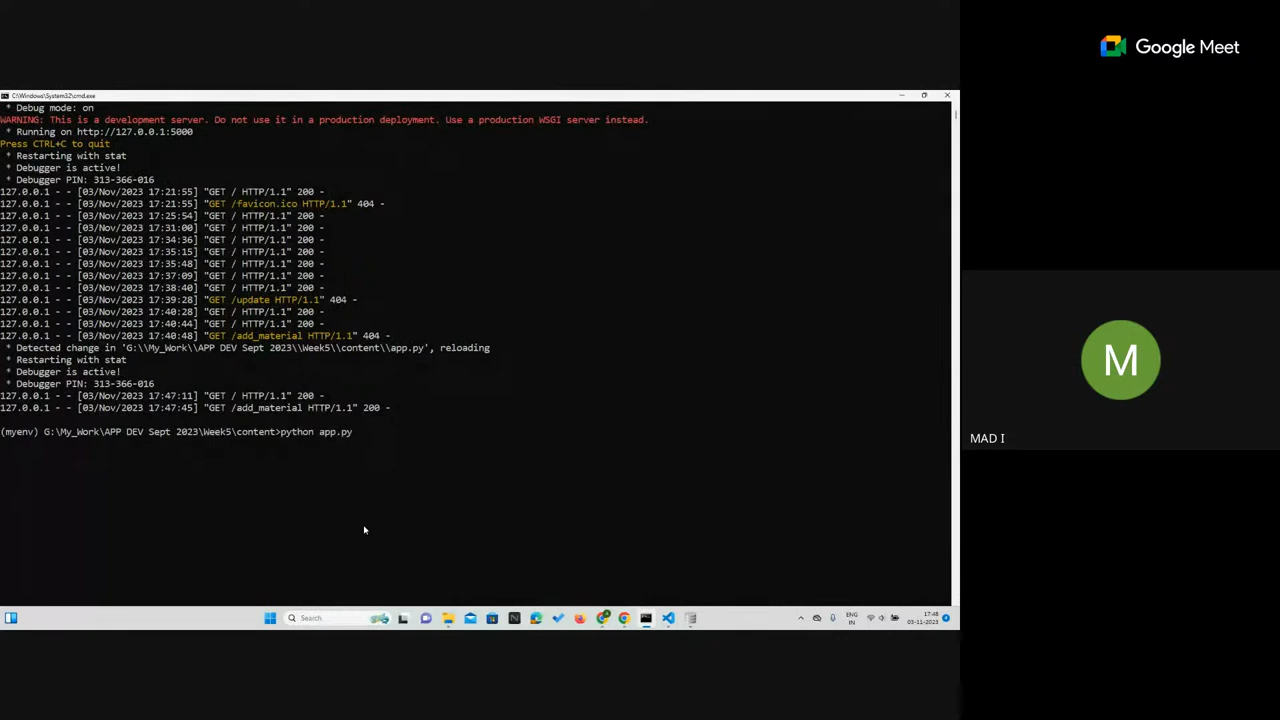 Google Meet
C:\Windows\System32\cmd.exe
* Debug mode: on
WARNING: This is a development server. Do not use it in a production deployment. Use a production WSGI server instead.
* Running on http://127.0.0.1:5000
Press CTRL+C to quit
* Restarting with stat
* Debugger is active!
* Debugger PIN: 313-366-016
127.0.0.1 - - [03/Nov/2023 17:21:55] "GET / HTTP/1.1" 200 -
127.0.0.1 - - [03/Nov/2023 17:21:55] "GET /favicon.ico HTTP/1.1" 404 -
127.0.0.1 - - [03/Nov/2023 17:25:54] "GET / HTTP/1.1" 200 -
127.0.0.1 - - [03/Nov/2023 17:31:00] "GET / HTTP/1.1" 200 -
127.0.0.1 - - [03/Nov/2023 17:34:36] "GET / HTTP/1.1" 200 -
127.0.0.1 - - [03/Nov/2023 17:35:15] "GET / HTTP/1.1" 200 -
127.0.0.1 - - [03/Nov/2023 17:35:48] "GET / HTTP/1.1" 200 -
127.0.0.1 - - [03/Nov/2023 17:37:09] "GET / HTTP/1.1" 200 -
127.0.0.1 - - [03/Nov/2023 17:38:40] "GET / HTTP/1.1" 200 -
127.0.0.1 - - [03/Nov/2023 17:39:28] "GET /update HTTP/1.1" 404 -
127.0.0.1 - - [03/Nov/2023 17:40:28] "GET / HTTP/1.1" 200 -
127.0.0.1 - - [03/Nov/2023 17:40:44] "GET / HTTP/1.1" 200 -
127.0.0.1 - - [03/Nov/2023 17:40:48] "GET /add_material HTTP/1.1" 404 -
* Detected change in 'G:\\My_Work\\APP DEV Sept 2023\\Week5\\content\\app.py', reloading
* Restarting with stat
* Debugger is active!
* Debugger PIN: 313-366-016
127.0.0.1 - - [03/Nov/2023 17:47:11] "GET / HTTP/1.1" 200 -
127.0.0.1 - - [03/Nov/2023 17:47:45] "GET /add_material HTTP/1.1" 200 -
(myenv) G:\My_Work\APP DEV Sept 2023\Week5\content>python app.py
M
MAD I
Search
ENG
IN
17:48
03-11-2023